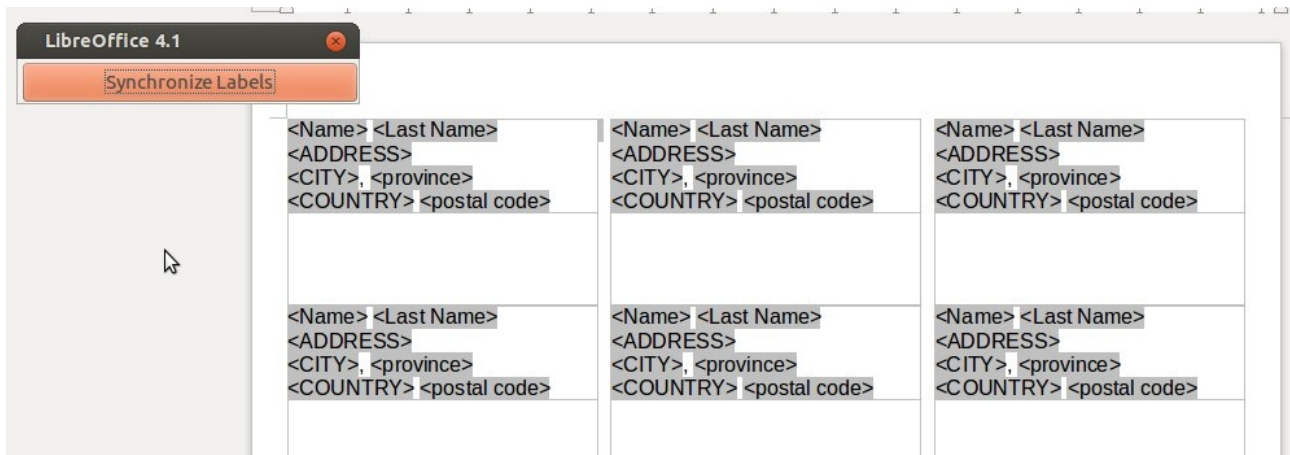 LibreOffice 4.1
Synchronize Labels
<Name> <Last Name> <Name> <Last Name> <Name> <Last Name>
<ADDRESS> <ADDRESS> <ADDRESS>
<CITY>, <province> <CITY>, <province> <CITY>, <province>
<COUNTRY> <postal code> <COUNTRY> <postal code> <COUNTRY> <postal code>
<Name> <Last Name> <Name> <Last Name> <Name> <Last Name>
<ADDRESS> <ADDRESS> <ADDRESS>
<CITY>, <province> <CITY>, <province> <CITY>, <province>
<COUNTRY> <postal code> <COUNTRY> <postal code> <COUNTRY> <postal code>